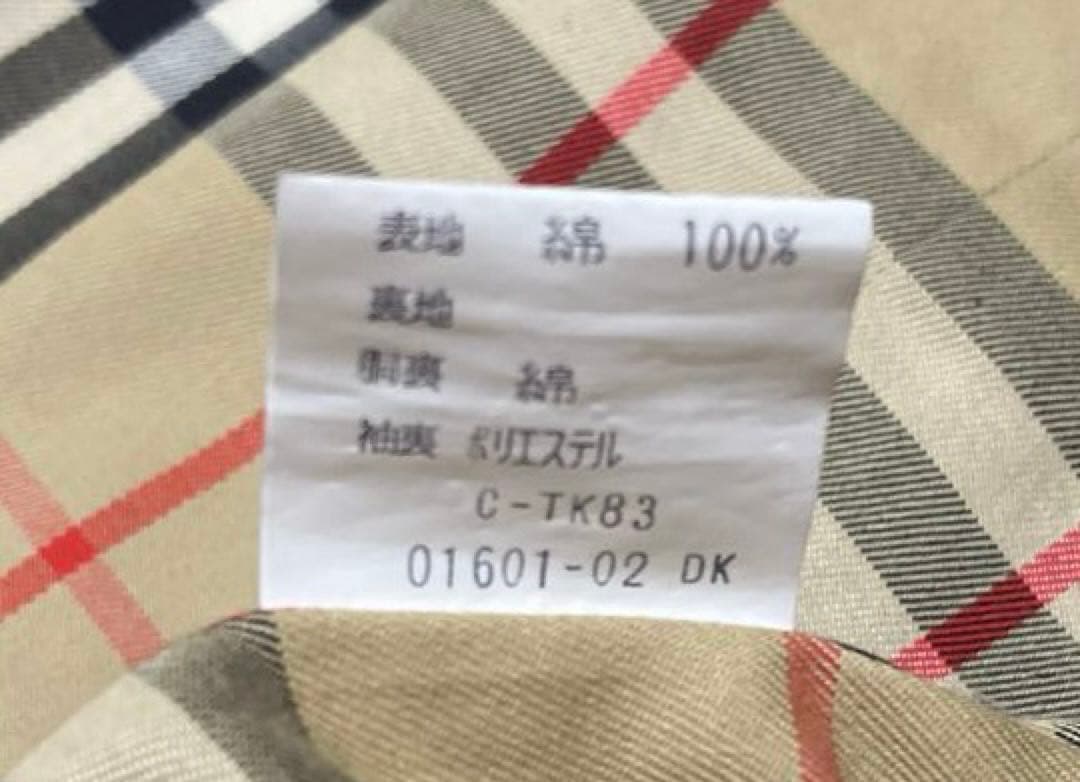 表地 綿 100%
裏地
胴裏 綿
袖裏 ポリエステル
C-TK83
01601-02 DK